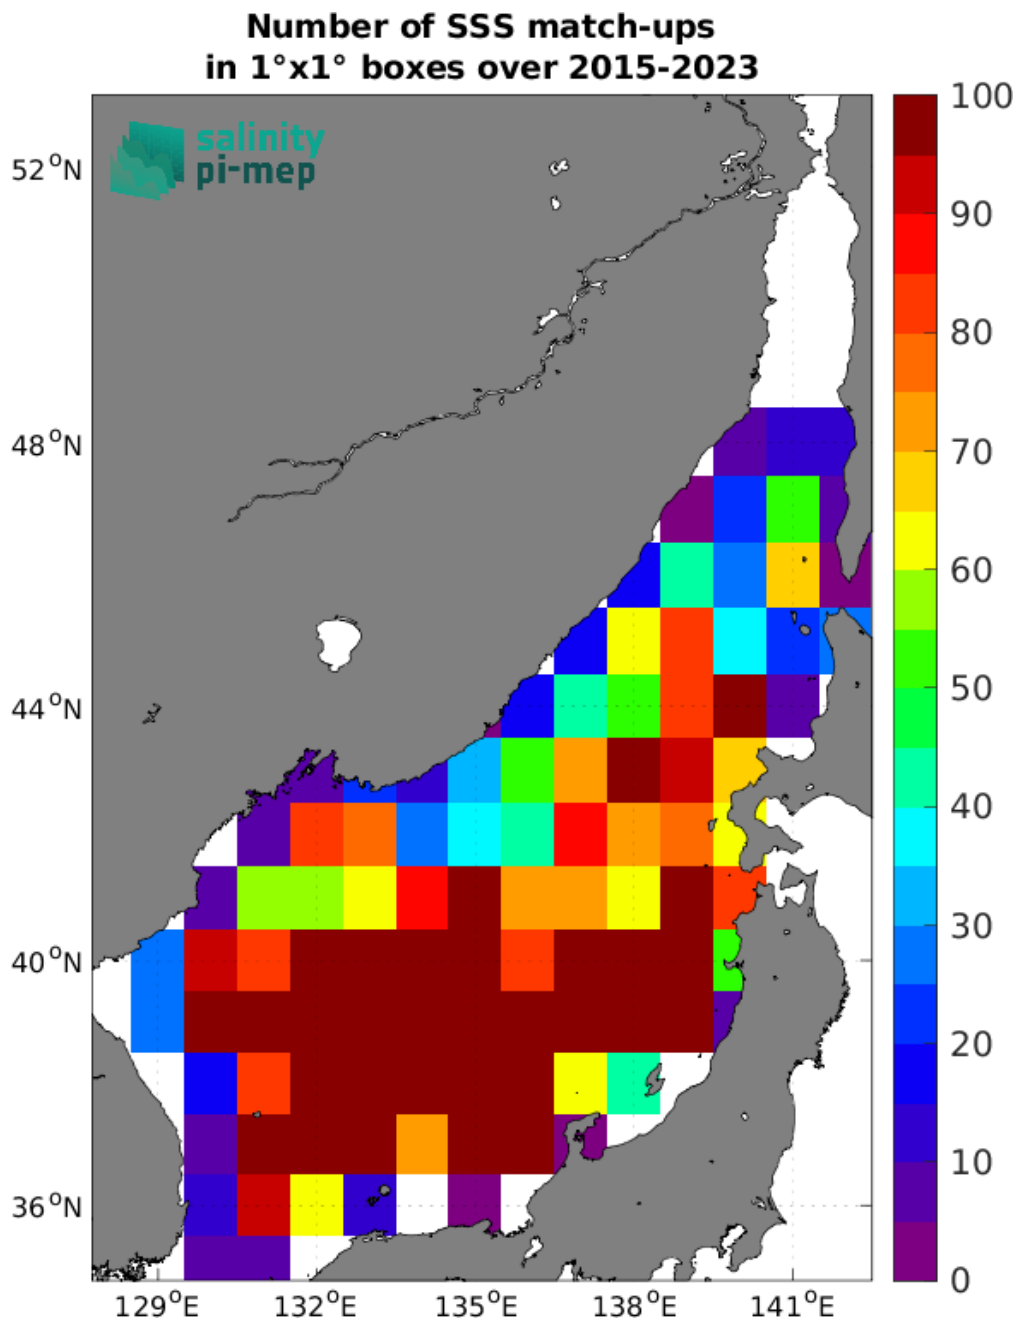 Number of SSS match-ups
in 1°x1° boxes over 2015-2023
salinity
pi-mep
52°N
48°N
44°N
40°N
36°N
129°E
132°E
135°E
138°E
141°E
100
90
80
70
60
50
40
30
20
10
0